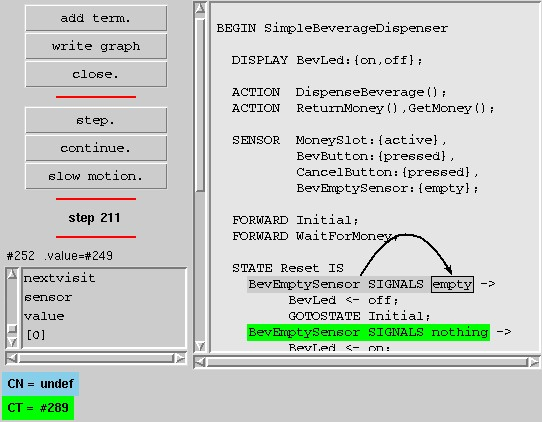 add term.
write graph
close.
step.
continue.
slow motion.
step 211
#252 .value=#249
nextvisit
sensor
value
[0]
CN = undef
CT = #289
BEGIN SimpleBeverageDispenser
DISPLAY BevLed:{on,off};
ACTION DispenseBeverage();
ACTION ReturnMoney(),GetMoney();
SENSOR MoneySlot:{active},
BevButton:{pressed},
CancelButton:{pressed},
BevEmptySensor:{empty};
FORWARD Initial;
FORWARD WaitForMoney;
STATE Reset IS
BevEmptySensor SIGNALS empty ->
BevLed <- off;
GOTOSTATE Initial;
BevEmptySensor SIGNALS nothing ->
BevLed <- on;